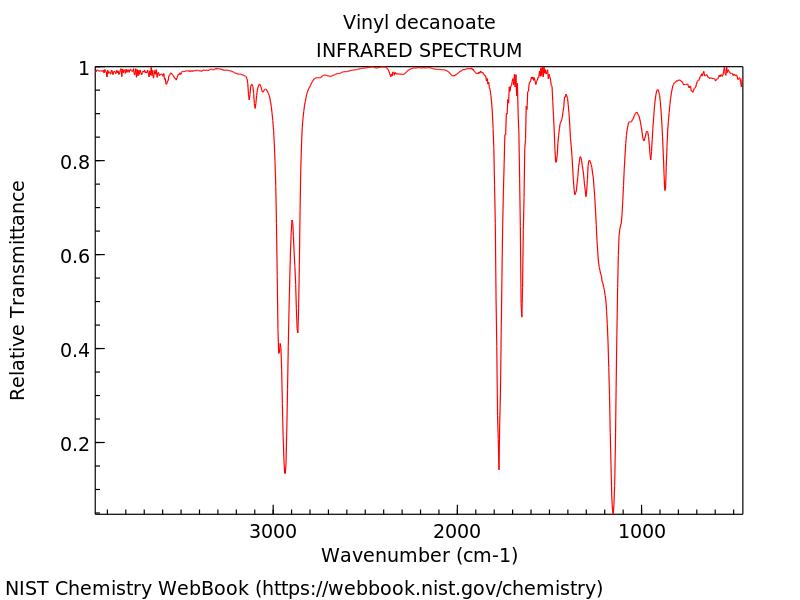 Vinyl decanoate
INFRARED SPECTRUM
1
0.8
0.6
0.4
0.2
Relative Transmittance
3000 2000 1000
Wavenumber (cm-1)
NIST Chemistry WebBook (https://webbook.nist.gov/chemistry)